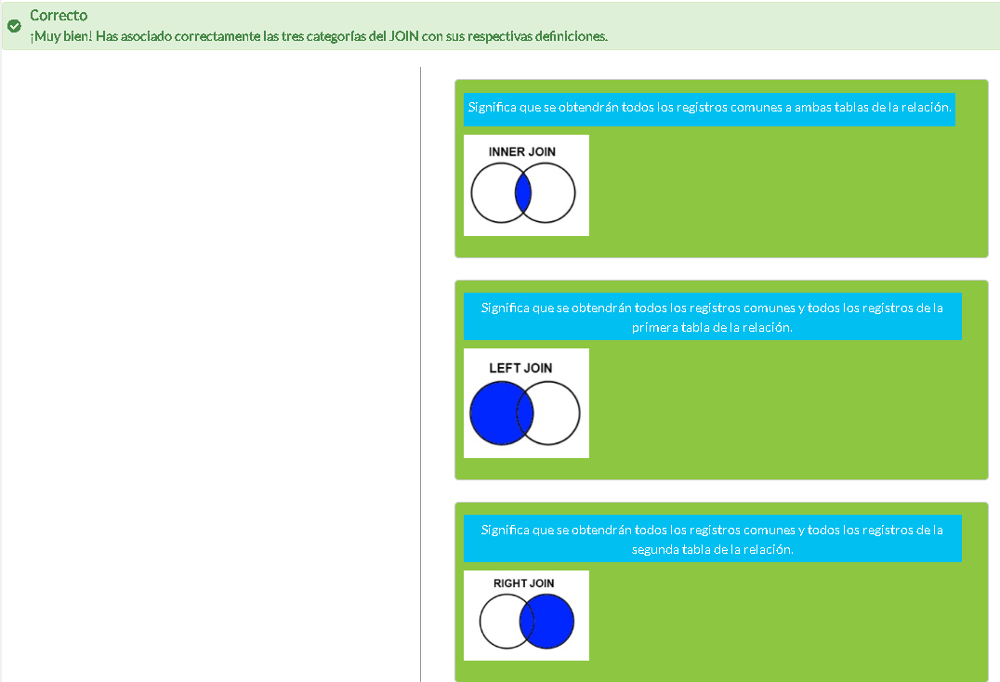 Correcto
¡Muy bien! Has asociado correctamente las tres categorías del JOIN con sus respectivas definiciones.
Significa que se obtendrán todos los registros comunes a ambas tablas de la relación.
INNER JOIN
Significa que se obtendrán todos los registros comunes y todos los registros de la
primera tabla de la relación.
LEFT JOIN
Significa que se obtendrán todos los registros comunes y todos los registros de la
segunda tabla de la relación.
RIGHT JOIN